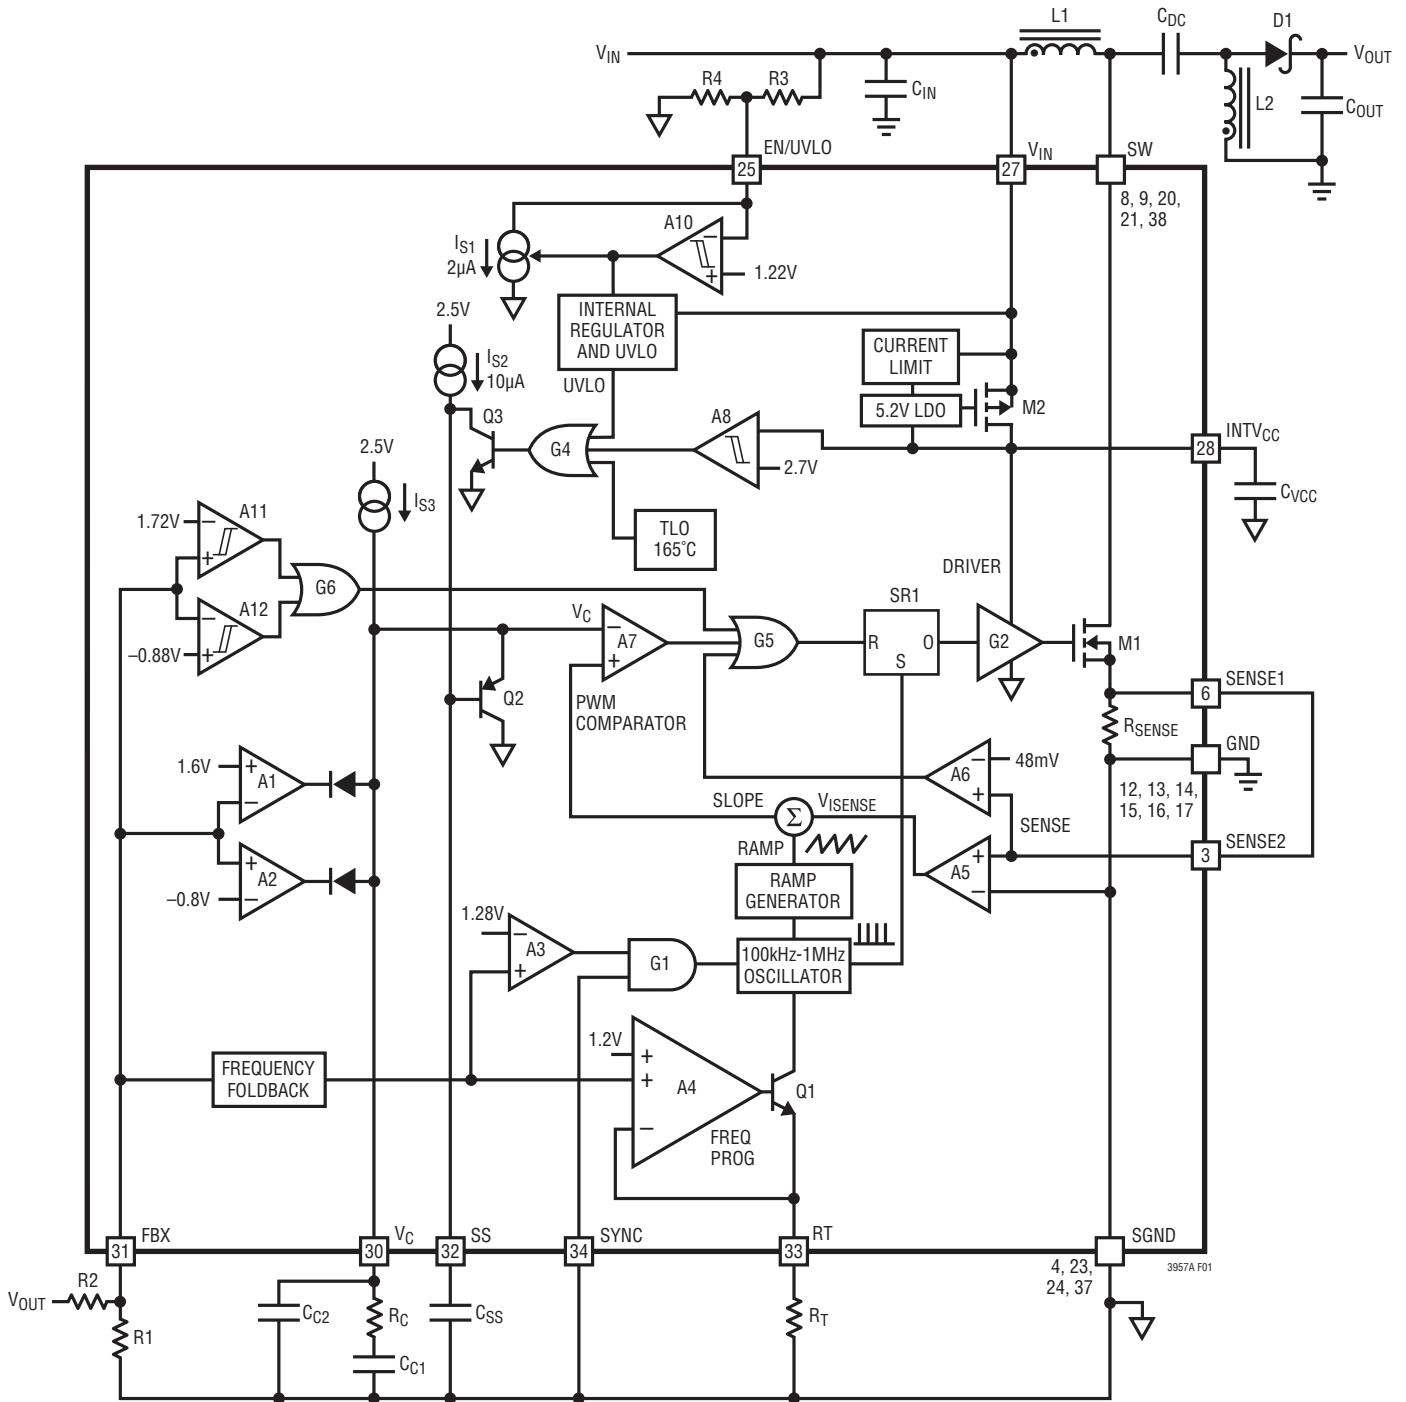 L1
CDC
D1
VIN
VOUT
R4
R3
CIN
L2
COUT
EN/UVLO
VIN
SW
25
27
8, 9, 20,
21, 38
A10
−
+
1.22V
IS1
2µA
2.5V
INTERNAL
REGULATOR
AND UVLO
CURRENT
LIMIT
IS2
10µA
UVLO
5.2V LDO
M2
Q3
A8
INTVCC
28
2.5V
G4
2.7V
CVCC
IS3
1.72V
−
A11
+
TLO
165˚C
G6
DRIVER
SR1
−
A12
−0.88V
+
VC
−
A7
+
G5
R
O
S
G2
M1
Q2
PWM
COMPARATOR
SENSE1
6
RSENSE
GND
1.6V
+
A1
−
−
48mV
A6
+
12, 13, 14,
15, 16, 17
SLOPE
Σ
VISENSE
SENSE
SENSE2
3
RAMP
+
A2
−0.8V
−
+
A5
−
RAMP
GENERATOR
1.28V
−
A3
+
G1
100kHz-1MHz
OSCILLATOR
1.2V
+
FREQUENCY
FOLDBACK
+
A4
Q1
−
FREQ
PROG
FBX
VC
SS
SYNC
RT
SGND
31
30
32
34
33
4, 23,
24, 37
3957A F01
R2
VOUT
R1
CC2
RC
CSS
RT
CC1